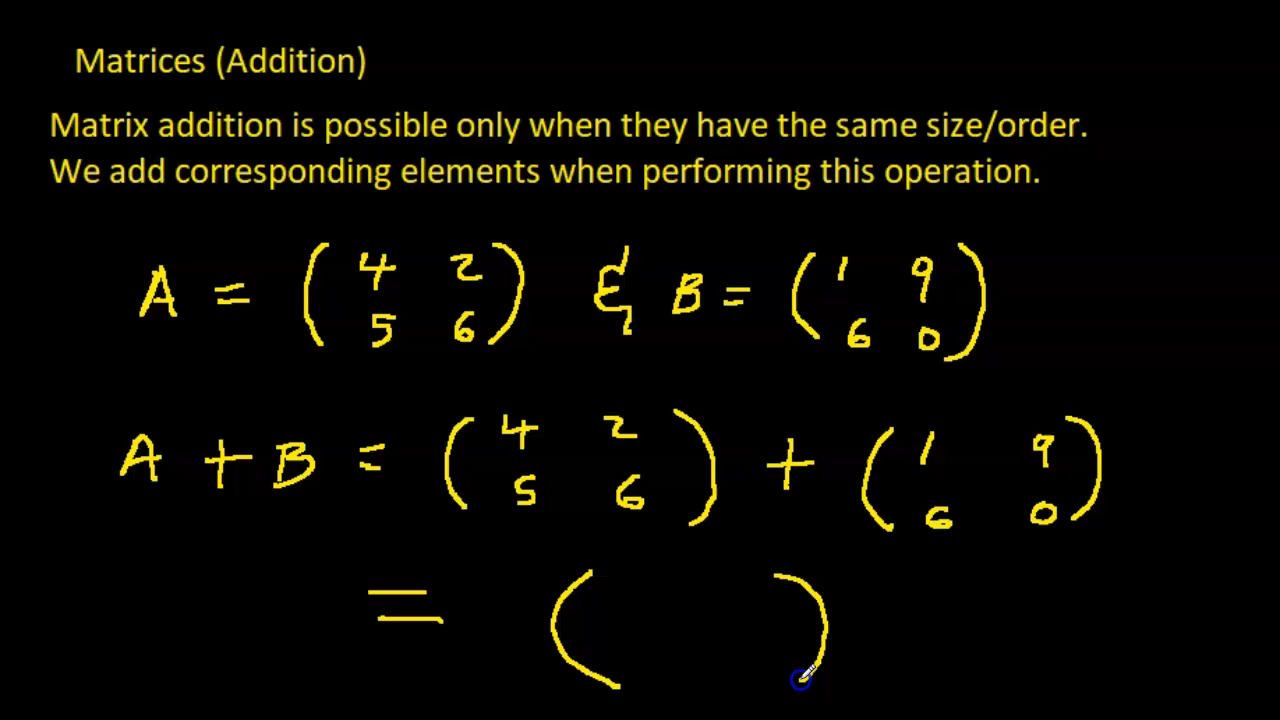 Matrices (Addition)
Matrix addition is possible only when they have the same size/order.
We add corresponding elements when performing this operation.
A = ( 4 2 ) & B = ( 1 9 )
5 6 6 0
A + B = ( 4 2 ) + ( 1 9 )
5 6 6 0
= ( )